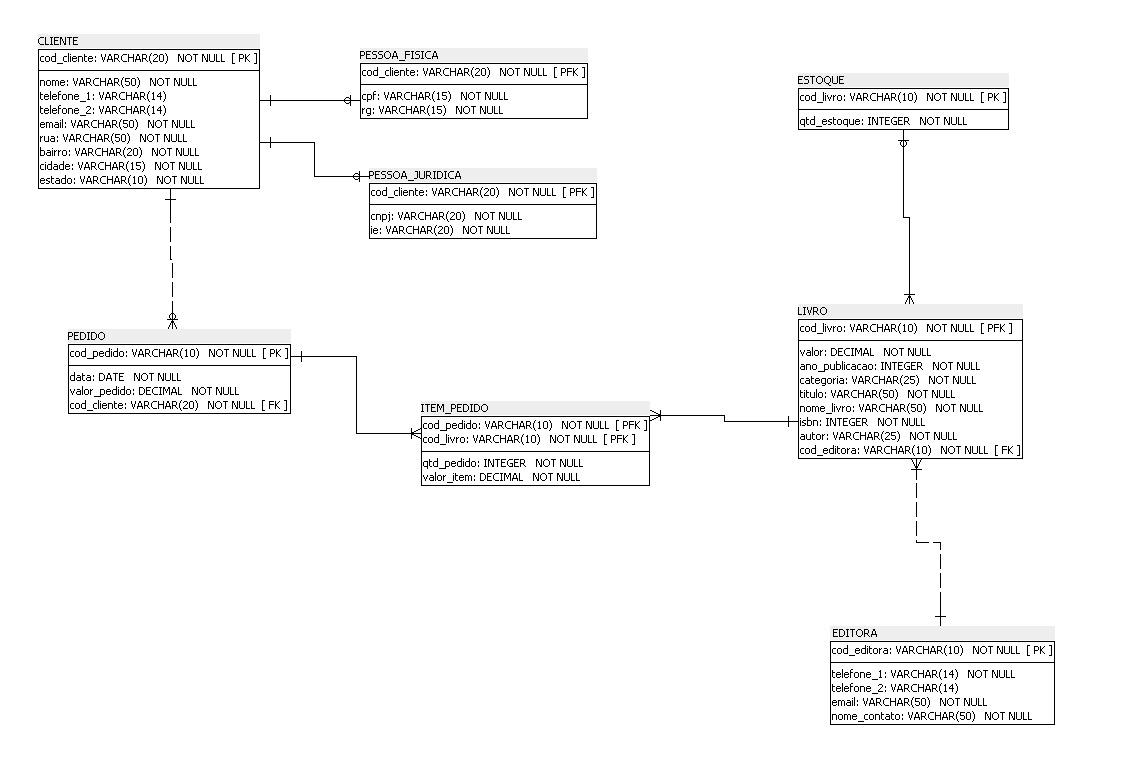 CLIENTE
cod_cliente: VARCHAR(20) NOT NULL [ PK ]
nome: VARCHAR(50) NOT NULL
telefone_1: VARCHAR(14)
telefone_2: VARCHAR(14)
email: VARCHAR(50) NOT NULL
rua: VARCHAR(50) NOT NULL
bairro: VARCHAR(20) NOT NULL
cidade: VARCHAR(15) NOT NULL
estado: VARCHAR(10) NOT NULL
PESSOA_FISICA
cod_cliente: VARCHAR(20) NOT NULL [ PFK ]
cpf: VARCHAR(15) NOT NULL
rg: VARCHAR(15) NOT NULL
PESSOA_JURIDICA
cod_cliente: VARCHAR(20) NOT NULL [ PFK ]
cnpj: VARCHAR(20) NOT NULL
ie: VARCHAR(20) NOT NULL
ESTOQUE
cod_livro: VARCHAR(10) NOT NULL [ PK ]
qtd_estoque: INTEGER NOT NULL
PEDIDO
cod_pedido: VARCHAR(10) NOT NULL [ PK ]
data: DATE NOT NULL
valor_pedido: DECIMAL NOT NULL
cod_cliente: VARCHAR(20) NOT NULL [ FK ]
ITEM_PEDIDO
cod_pedido: VARCHAR(10) NOT NULL [ PFK ]
cod_livro: VARCHAR(10) NOT NULL [ PFK ]
qtd_pedido: INTEGER NOT NULL
valor_item: DECIMAL NOT NULL
LIVRO
cod_livro: VARCHAR(10) NOT NULL [ PFK ]
valor: DECIMAL NOT NULL
ano_publicacao: INTEGER NOT NULL
categoria: VARCHAR(25) NOT NULL
titulo: VARCHAR(50) NOT NULL
nome_livro: VARCHAR(50) NOT NULL
isbn: INTEGER NOT NULL
autor: VARCHAR(25) NOT NULL
cod_editora: VARCHAR(10) NOT NULL [ FK ]
EDITORA
cod_editora: VARCHAR(10) NOT NULL [ PK ]
telefone_1: VARCHAR(14) NOT NULL
telefone_2: VARCHAR(14)
email: VARCHAR(50) NOT NULL
nome_contato: VARCHAR(50) NOT NULL